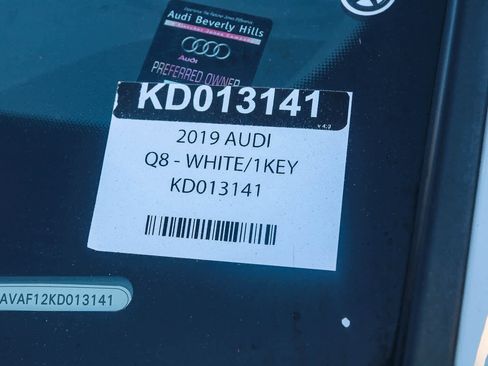 Audi Beverly Hills
Audi
PREFERRED OWNER
KD013141
2019 AUDI
Q8 - WHITE/1KEY
KD013141
AVAF12KD013141